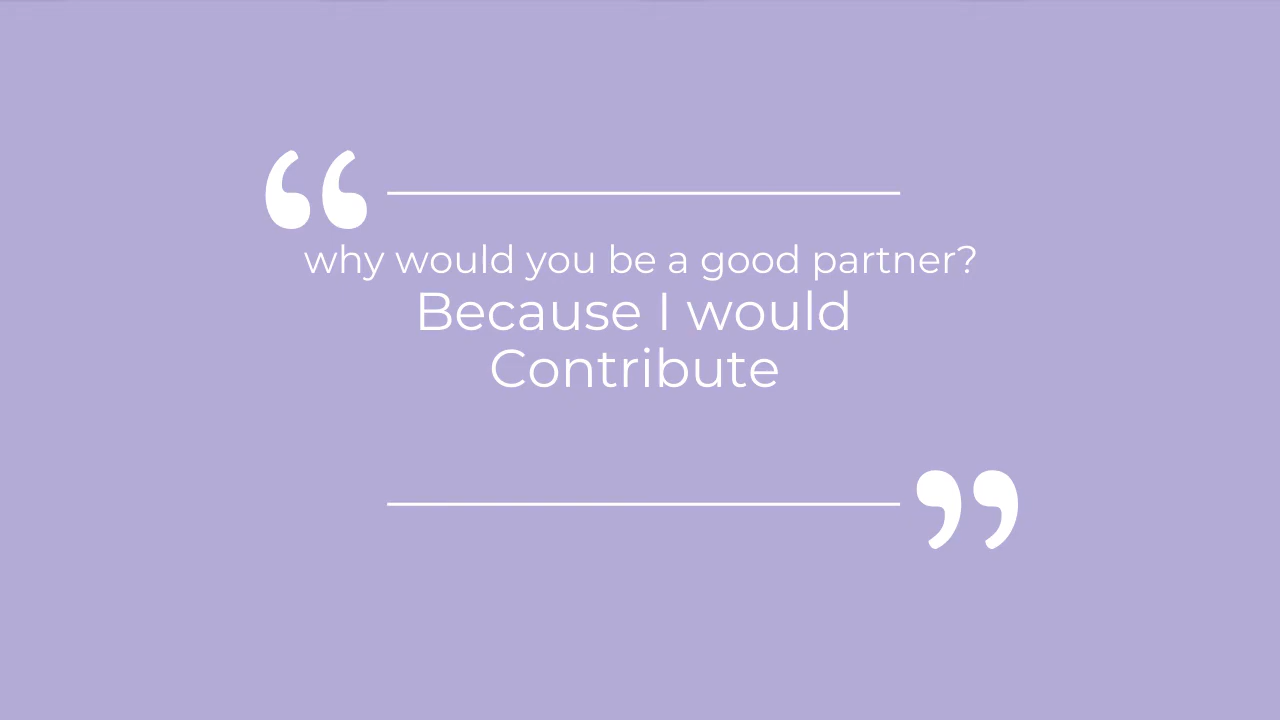 “
why would you be a good partner?
Because I would
Contribute
”